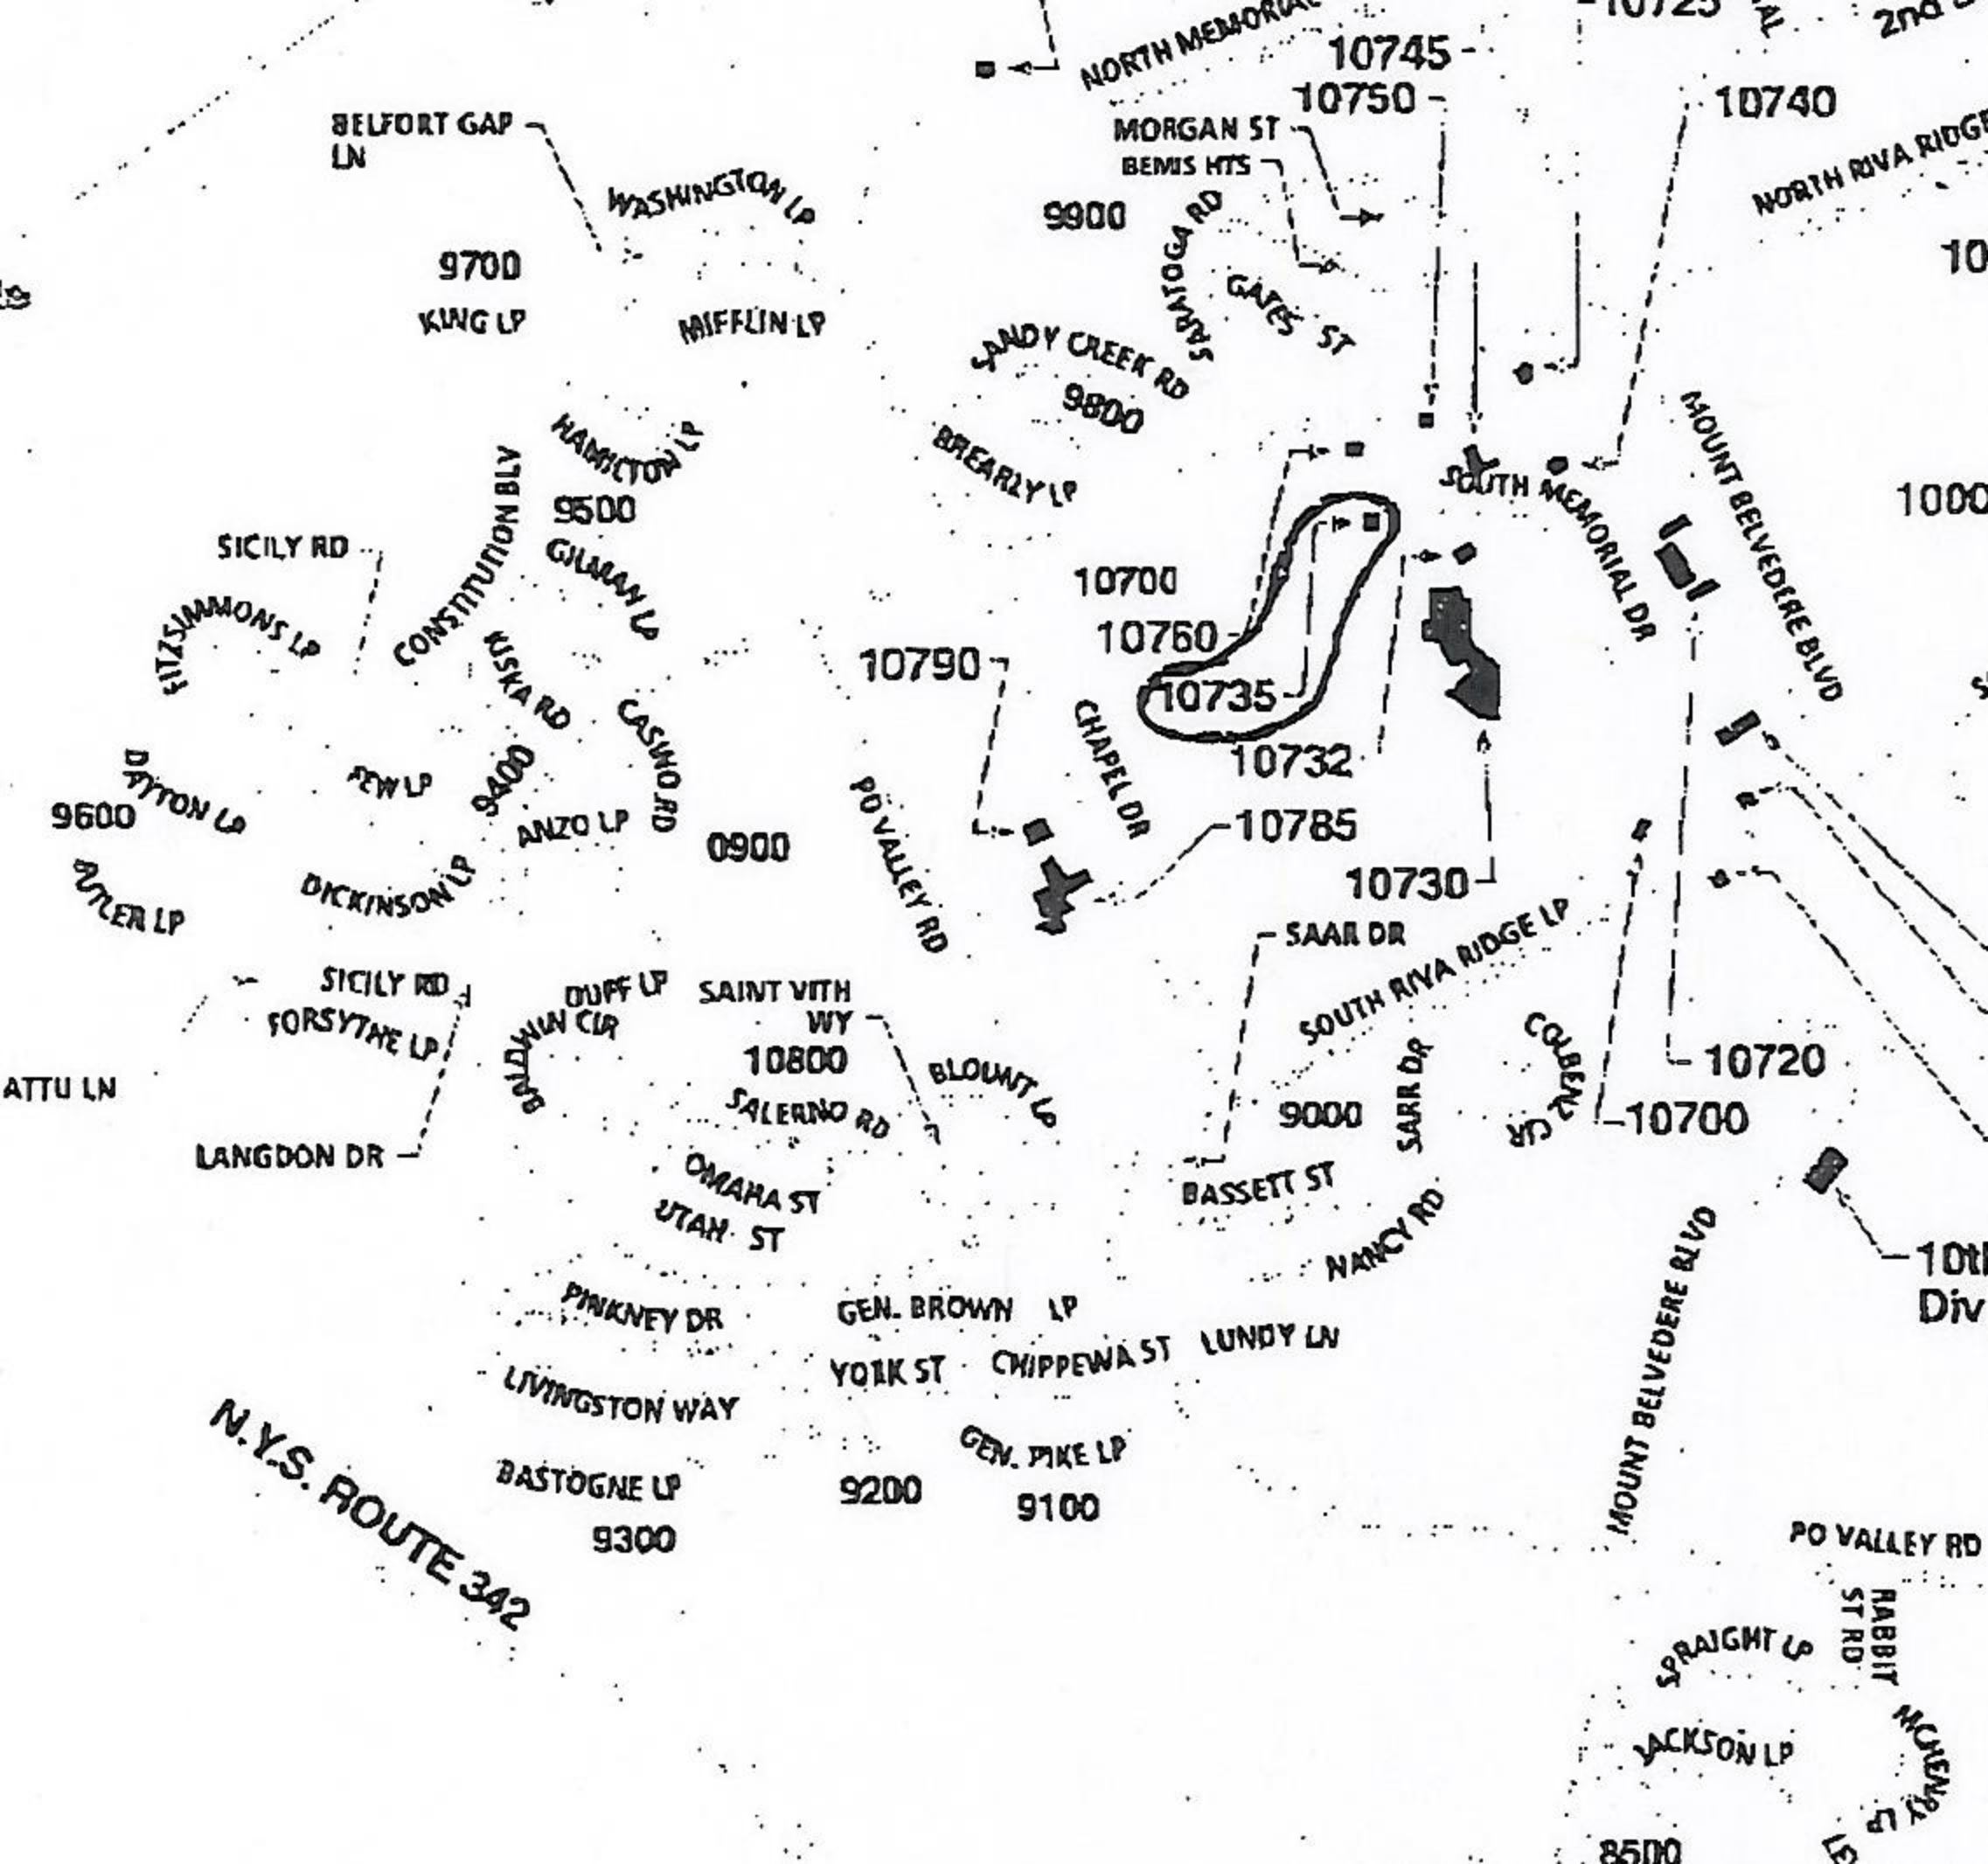 10725
2nd
NORTH MEMORIAL
10745
10750
10740
BELFORT GAP
LN
MORGAN ST
BEMIS HTS
NORTH RIVA RIDGE
WASHINGTON LP
9900
SARATOGA RD
9700
KING LP
MIFFLIN LP
GATES ST
SANDY CREEK RD
9800
HAMILTON LP
BREARLY LP
CONSTITUTION BLV
9500
SOUTH MEMORIAL DR
MOUNT BELVEDERE BLVD
1000
SICILY RD
GILMAN LP
FITZSIMMONS LP
10700
10760
10790
10735
KISKA RD
CASINO RD
CHAPEL DR
10732
DAYTON LP
9600
SEW LP
9400
ANZO LP
0900
PO VALLEY RD
10785
10730
DICKINSON LP
UTLER LP
SAAR DR
SOUTH RIVA RIDGE LP
SICILY RD
DUFF LP
SAINT VITH
WY
FORSYTHE LP
BALDWIN CIR
10800
BLOUNT LP
COLBENZ CIR
10720
ATTU LN
SALERNO RD
9000
SARR DR
10700
LANGDON DR
OMAHA ST
UTAH ST
BASSETT ST
NANCY RD
MOUNT BELVEDERE BLVD
10th
Div
PINKNEY DR
GEN. BROWN LP
YORK ST
CHIPPEWA ST
LUNDY LN
LIVINGSTON WAY
GEN. PIKE LP
N.Y.S. ROUTE 342
BASTOGNE LP
9200
9100
9300
PO VALLEY RD
RABBIT
ST RD
SPRAIGHT LP
JACKSON LP
MCHENRY LP
8500